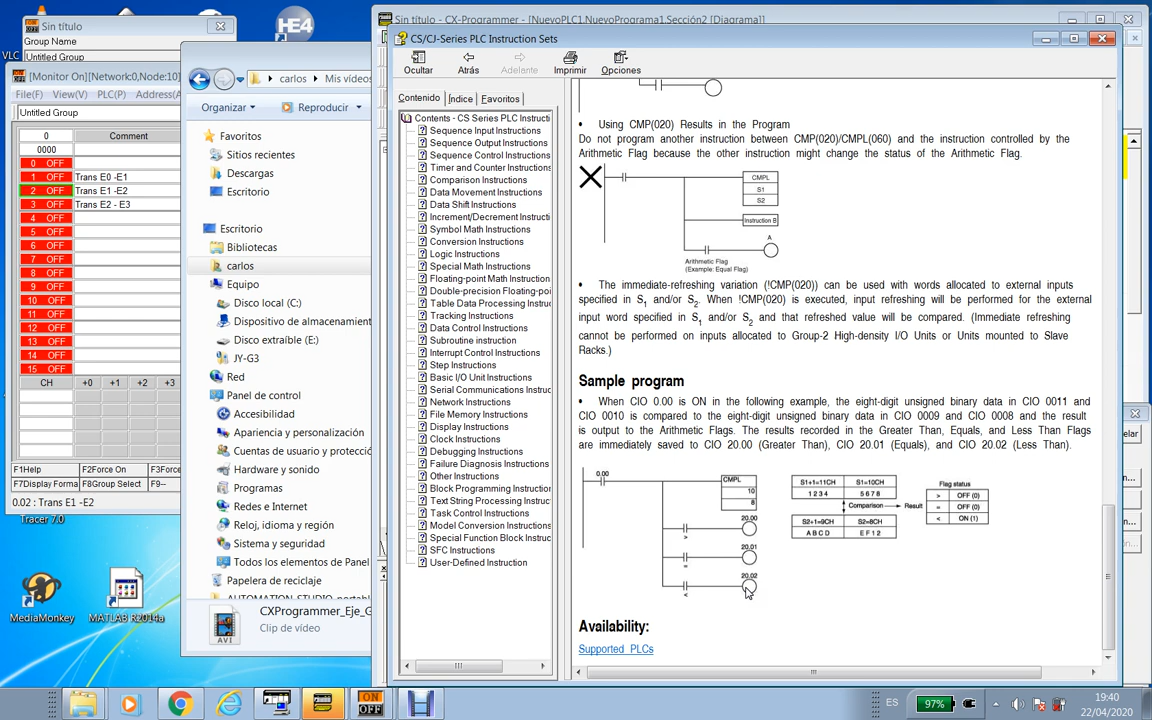 Sin título
Group Name
Untitled Group
VLC
HE4
[Monitor On][Network:0,Node:10]
File(F) View(V) PLC(P) Address(A
Untitled Group
0 Comment
0000
0 OFF
1 OFF Trans E0 -E1
2 OFF Trans E1 -E2
3 OFF Trans E2 - E3
4 OFF
5 OFF
6 OFF
7 OFF
8 OFF
9 OFF
10 OFF
11 OFF
12 OFF
13 OFF
14 OFF
15 OFF
CH +0 +1 +2 +3
F1Help F2Force On F3Force
F7Display Forma F8Group Select F9--
0.02 : Trans E1 -E2
Tracer 7.0
MediaMonkey
MATLAB R2014a
carlos Mis vídeos
Organizar Reproducir
Favoritos
Sitios recientes
Descargas
Escritorio
Escritorio
Bibliotecas
carlos
Equipo
Disco local (C:)
Dispositivo de almacenamient
Disco extraíble (E:)
JY-G3
Red
Panel de control
Accesibilidad
Apariencia y personalización
Cuentas de usuario y protecció
Hardware y sonido
Programas
Redes e Internet
Reloj, idioma y región
Sistema y seguridad
Todos los elementos de Panel
Papelera de reciclaje
AUTOMATION_STUDIO
CXProgrammer_Eje_G
Clip de vídeo
AVI
Sin título - CX-Programmer - [NuevoPLC1.NuevoPrograma1.Sección2 [Diagrama]]
CS/CJ-Series PLC Instruction Sets
Ocultar Atrás Adelante Imprimir Opciones
Contenido Índice Favoritos
Contents - CS Series PLC Instructi
Sequence Input Instructions
Sequence Output Instructions
Sequence Control Instructions
Timer and Counter Instructions
Comparison Instructions
Data Movement Instructions
Data Shift Instructions
Increment/Decrement Instructi
Symbol Math Instructions
Conversion Instructions
Logic Instructions
Special Math Instructions
Floating-point Math Instructions
Double-precision Floating-poi
Table Data Processing Instruc
Tracking Instructions
Data Control Instructions
Subroutine instruction
Interrupt Control Instructions
Step Instructions
Basic I/O Unit Instructions
Serial Communications Instruc
Network Instructions
File Memory Instructions
Display Instructions
Clock Instructions
Debugging Instructions
Failure Diagnosis Instructions
Other Instructions
Block Programming Instruction
Text String Processing Instruc
Task Control Instructions
Model Conversion Instructions
Special Function Block Instruc
SFC Instructions
User-Defined Instruction
• Using CMP(020) Results in the Program
Do not program another instruction between CMP(020)/CMPL(060) and the instruction controlled by the
Arithmetic Flag because the other instruction might change the status of the Arithmetic Flag.
CMPL
S1
S2
Instruction B
A
Arithmetic Flag
(Example: Equal Flag)
• The immediate-refreshing variation (!CMP(020)) can be used with words allocated to external inputs
specified in S1 and/or S2. When !CMP(020) is executed, input refreshing will be performed for the external
input word specified in S1 and/or S2 and that refreshed value will be compared. (Immediate refreshing
cannot be performed on inputs allocated to Group-2 High-density I/O Units or Units mounted to Slave
Racks.)
Sample program
• When CIO 0.00 is ON in the following example, the eight-digit unsigned binary data in CIO 0011 and
CIO 0010 is compared to the eight-digit unsigned binary data in CIO 0009 and CIO 0008 and the result
is output to the Arithmetic Flags. The results recorded in the Greater Than, Equals, and Less Than Flags
are immediately saved to CIO 20.00 (Greater Than), CIO 20.01 (Equals), and CIO 20.02 (Less Than).
0.00
CMPL
10
8
20.00
>
20.01
=
20.02
<
S1+1=11CH S1=10CH
1 2 3 4 5 6 7 8
Comparison Result
S2+1=9CH S2=8CH
A B C D E F 1 2
Flag status
> OFF (0)
= OFF (0)
< ON (1)
Availability:
Supported PLCs
elar
ON
OFF
ES
97%
19:40
22/04/2020